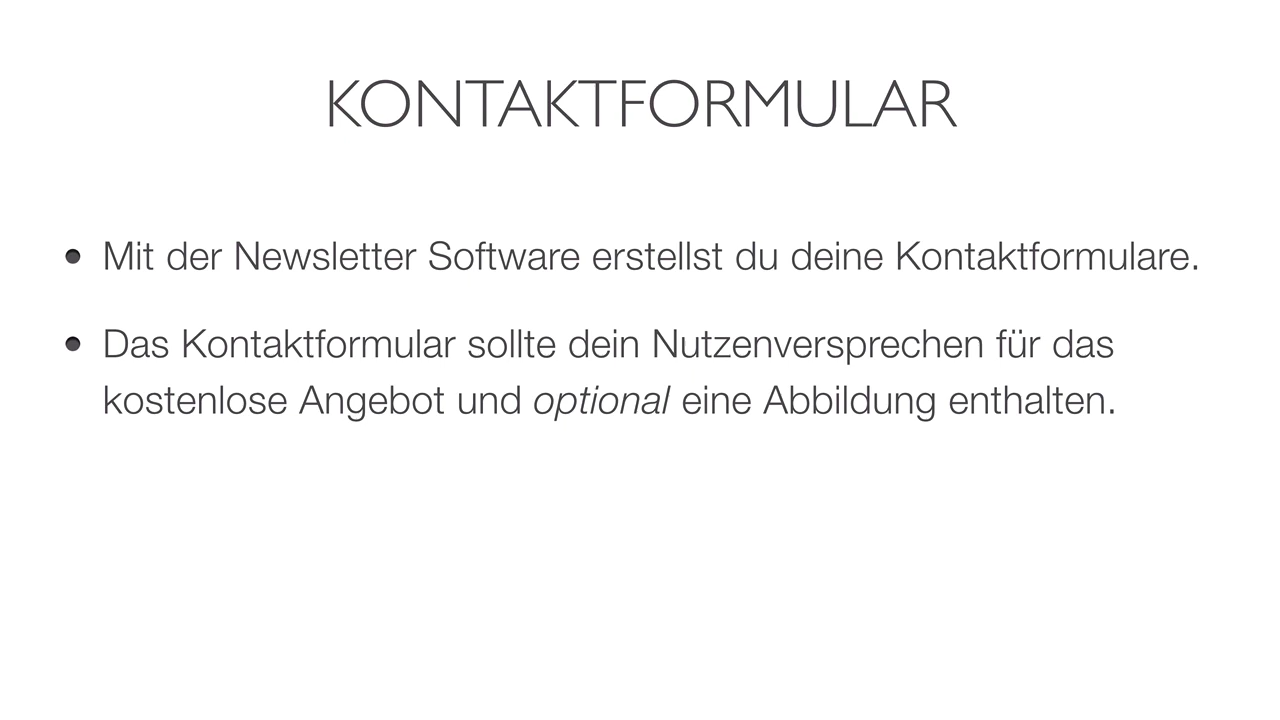 KONTAKTFORMULAR
• Mit der Newsletter Software erstellst du deine Kontaktformulare.
• Das Kontaktformular sollte dein Nutzenversprechen für das
kostenlose Angebot und optional eine Abbildung enthalten.